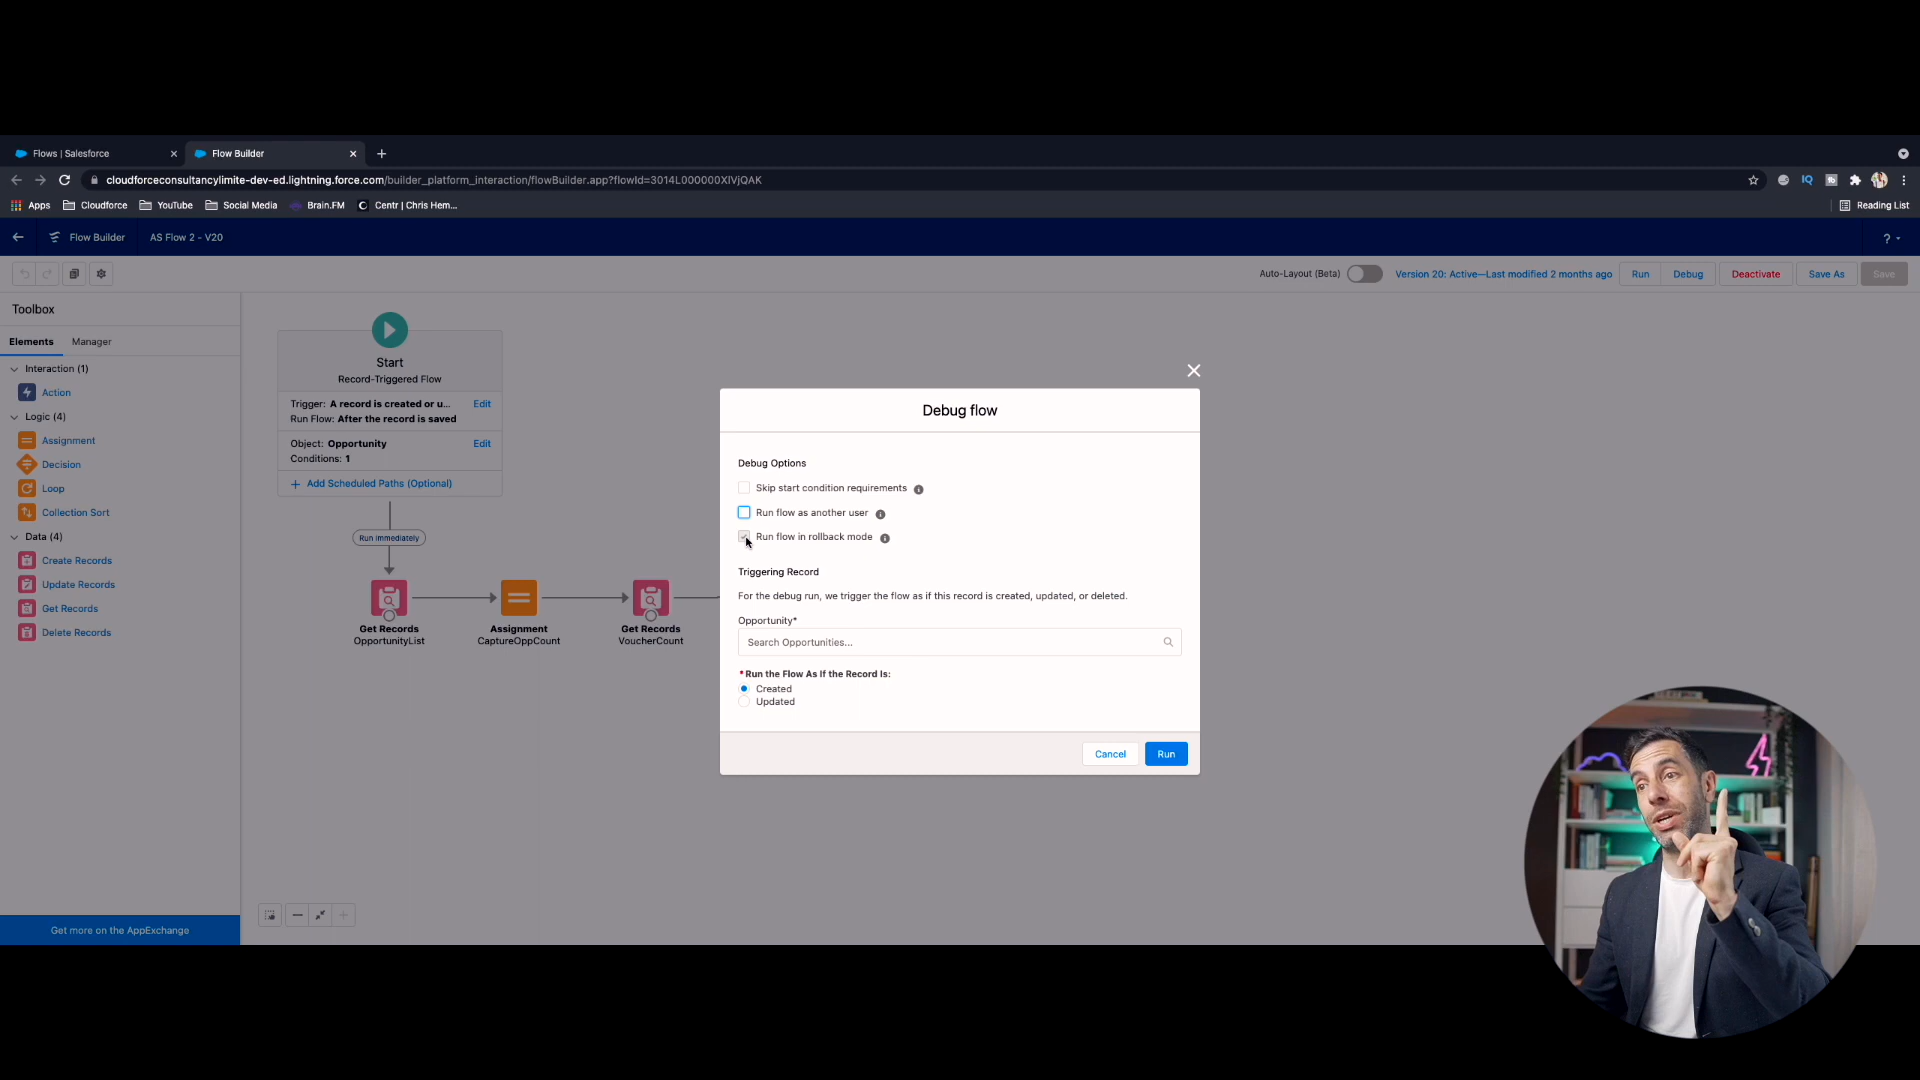 Flows | Salesforce
Flow Builder
cloudforceconsultancylimite-dev-ed.lightning.force.com/builder_platform_interaction/flowBuilder.app?flowId=3014L000000XIVjQAK
Apps Cloudforce YouTube Social Media Brain.FM Centr | Chris Hem... Reading List
Flow Builder AS Flow 2 - V20 ?
Auto-Layout (Beta) Version 20: Active—Last modified 2 months ago Run Debug Deactivate Save As Save
Toolbox
Elements Manager
Interaction (1)
Action
Logic (4)
Assignment
Decision
Loop
Collection Sort
Data (4)
Create Records
Update Records
Get Records
Delete Records
Get more on the AppExchange
Start
Record-Triggered Flow
Trigger: A record is created or u... Edit
Run Flow: After the record is saved
Object: Opportunity Edit
Conditions: 1
+ Add Scheduled Paths (Optional)
Run immediately
Get Records
OpportunityList
Assignment
CaptureOppCount
Get Records
VoucherCount
Debug flow
Debug Options
Skip start condition requirements
Run flow as another user
Run flow in rollback mode
Triggering Record
For the debug run, we trigger the flow as if this record is created, updated, or deleted.
Opportunity*
Search Opportunities...
*Run the Flow As If the Record Is:
Created
Updated
Cancel Run